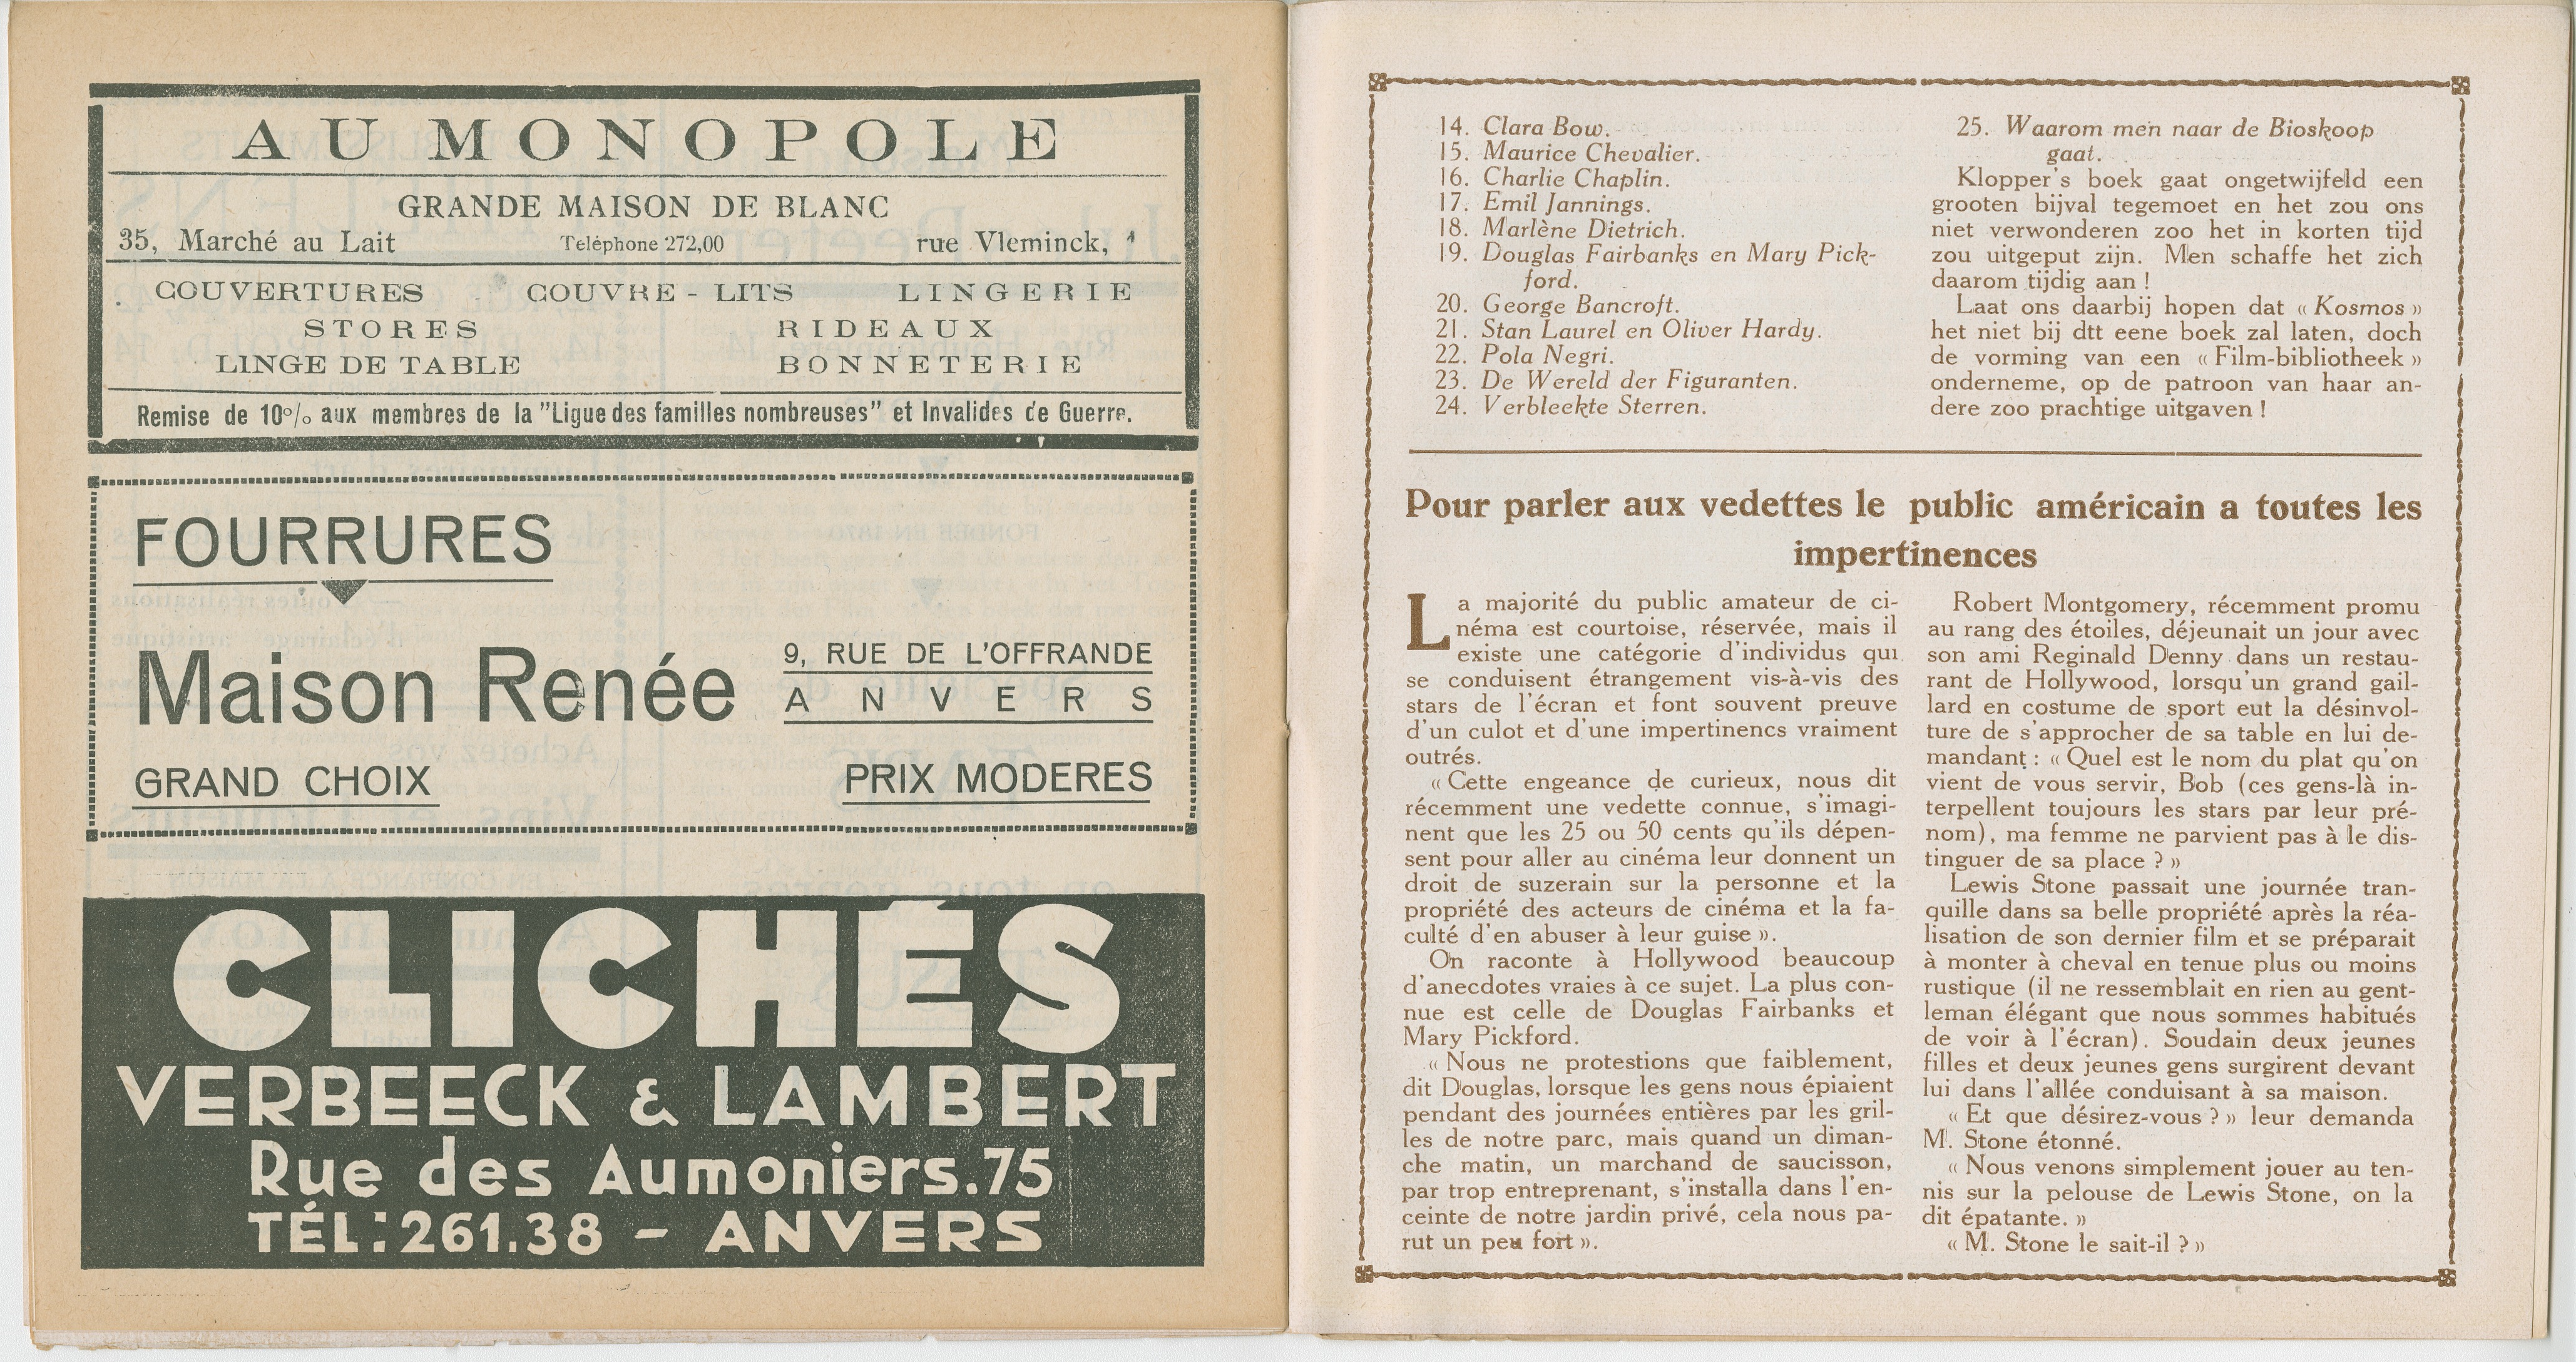 AU MONOPOLE
GRANDE MAISON DE BLANC
35, Marché au Lait Teléphone 272,00 rue Vleminck, 1
COUVERTURES COUVRE - LITS LINGERIE
STORES RIDEAUX
LINGE DE TABLE BONNETERIE
Remise de 10% aux membres de la "Ligue des familles nombreuses" et Invalides de Guerre.
FOURRURES
Maison Renée
9, RUE DE L'OFFRANDE
ANVERS
GRAND CHOIX PRIX MODERES
CLICHÉS
VERBEECK & LAMBERT
Rue des Aumoniers.75
TÉL:261.38 - ANVERS
14. Clara Bow.
15. Maurice Chevalier.
16. Charlie Chaplin.
17. Emil Jannings.
18. Marlène Dietrich.
19. Douglas Fairbanks en Mary Pick-
ford.
20. George Bancroft.
21. Stan Laurel en Oliver Hardy.
22. Pola Negri.
23. De Wereld der Figuranten.
24. Verbleekte Sterren.
25. Waarom men naar de Bioskoop
gaat.
Klopper's boek gaat ongetwijfeld een
grooten bijval tegemoet en het zou ons
niet verwonderen zoo het in korten tijd
zou uitgeput zijn. Men schaffe het zich
daarom tijdig aan !
Laat ons daarbij hopen dat « Kosmos »
het niet bij dtt eene boek zal laten, doch
de vorming van een « Film-bibliotheek »
onderneme, op de patroon van haar an-
dere zoo prachtige uitgaven !
Pour parler aux vedettes le public américain a toutes les
impertinences
La majorité du public amateur de ci-
néma est courtoise, réservée, mais il
existe une catégorie d'individus qui
se conduisent étrangement vis-à-vis des
stars de l'écran et font souvent preuve
d'un culot et d'une impertinencs vraiment
outrés.
« Cette engeance de curieux, nous dit
récemment une vedette connue, s'imagi-
nent que les 25 ou 50 cents qu'ils dépen-
sent pour aller au cinéma leur donnent un
droit de suzerain sur la personne et la
propriété des acteurs de cinéma et la fa-
culté d'en abuser à leur guise ».
On raconte à Hollywood beaucoup
d'anecdotes vraies à ce sujet. La plus con-
nue est celle de Douglas Fairbanks et
Mary Pickford.
« Nous ne protestions que faiblement,
dit Douglas, lorsque les gens nous épiaient
pendant des journées entières par les gril-
les de notre parc, mais quand un diman-
che matin, un marchand de saucisson,
par trop entreprenant, s'installa dans l'en-
ceinte de notre jardin privé, cela nous pa-
rut un peu fort ».
Robert Montgomery, récemment promu
au rang des étoiles, déjeunait un jour avec
son ami Reginald Denny dans un restau-
rant de Hollywood, lorsqu'un grand gail-
lard en costume de sport eut la désinvol-
ture de s'approcher de sa table en lui de-
mandant : « Quel est le nom du plat qu'on
vient de vous servir, Bob (ces gens-là in-
terpellent toujours les stars par leur pré-
nom), ma femme ne parvient pas à le dis-
tinguer de sa place ? »
Lewis Stone passait une journée tran-
quille dans sa belle propriété après la réa-
lisation de son dernier film et se préparait
à monter à cheval en tenue plus ou moins
rustique (il ne ressemblait en rien au gent-
leman élégant que nous sommes habitués
de voir à l'écran). Soudain deux jeunes
filles et deux jeunes gens surgirent devant
lui dans l'allée conduisant à sa maison.
« Et que désirez-vous ? » leur demanda
M. Stone étonné.
« Nous venons simplement jouer au ten-
nis sur la pelouse de Lewis Stone, on la
dit épatante. »
« M. Stone le sait-il ? »